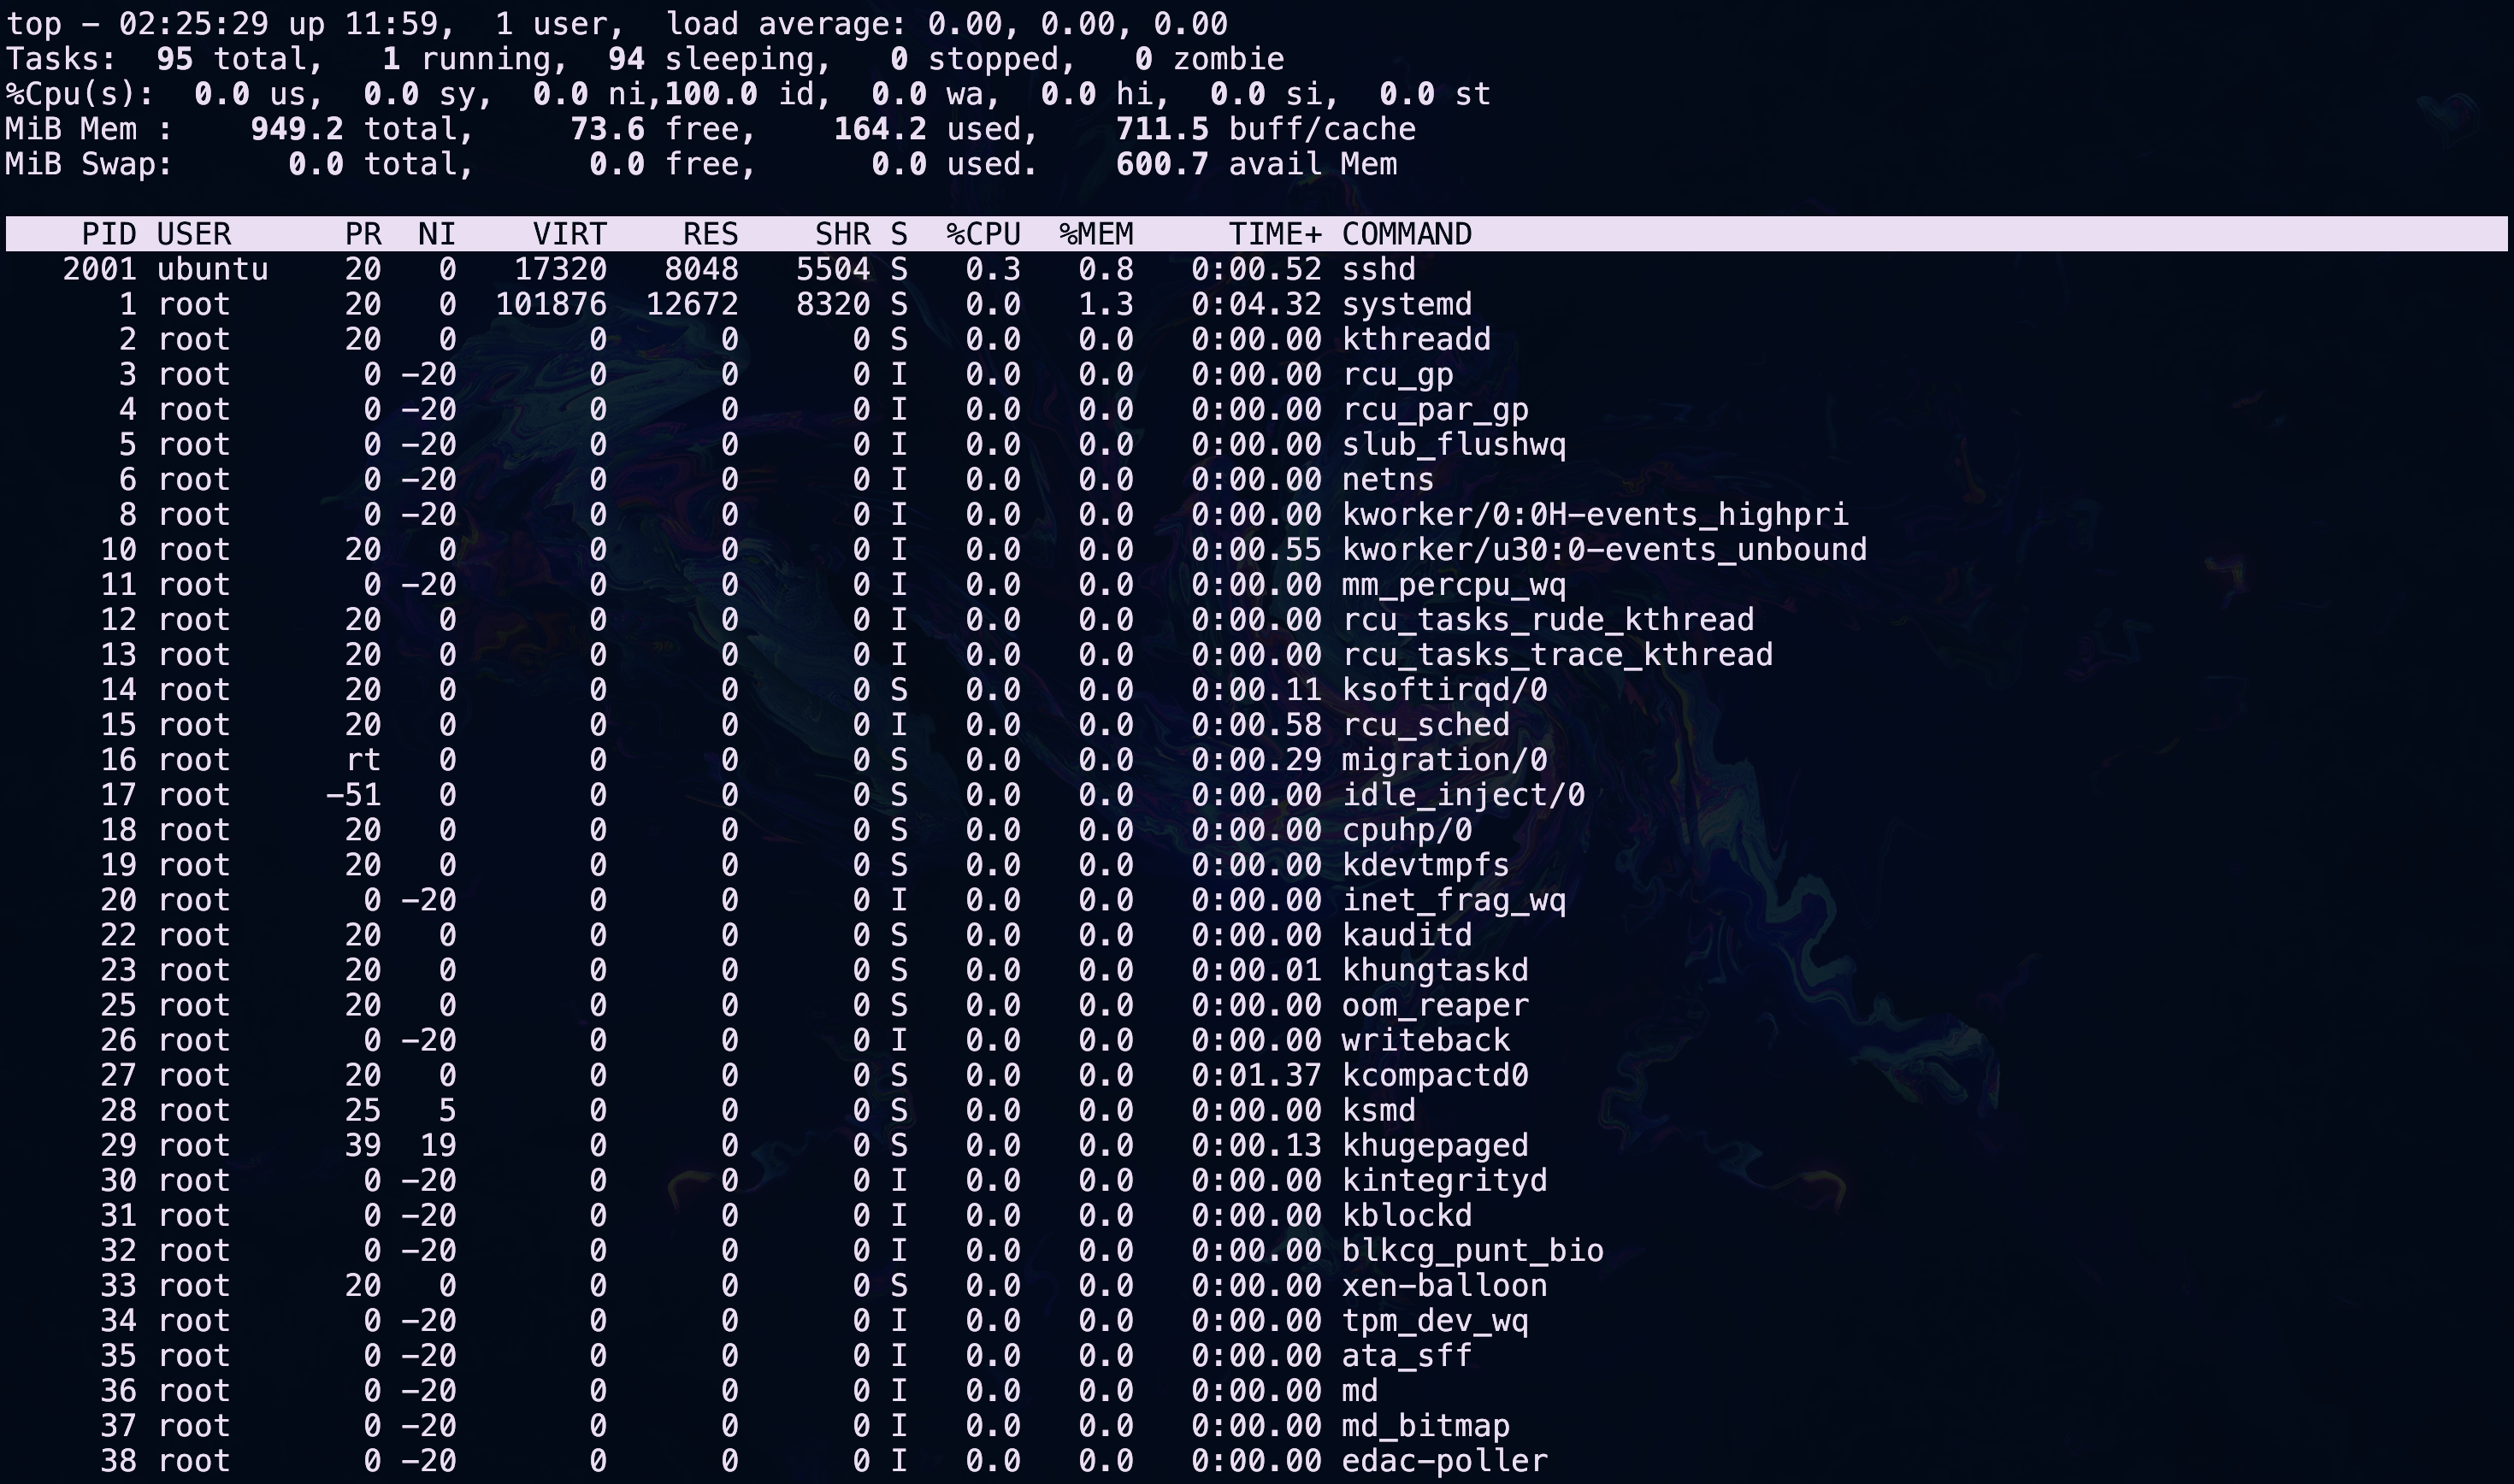 top - 02:25:29 up 11:59,  1 user,  load average: 0.00, 0.00, 0.00
Tasks:  95 total,   1 running,  94 sleeping,   0 stopped,   0 zombie
%Cpu(s):  0.0 us,  0.0 sy,  0.0 ni,100.0 id,  0.0 wa,  0.0 hi,  0.0 si,  0.0 st
MiB Mem :    949.2 total,     73.6 free,    164.2 used,    711.5 buff/cache
MiB Swap:      0.0 total,      0.0 free,      0.0 used.    600.7 avail Mem
PID USER      PR  NI    VIRT    RES    SHR S  %CPU  %MEM     TIME+ COMMAND
2001 ubuntu    20   0   17320   8048   5504 S   0.3   0.8   0:00.52 sshd
1 root      20   0  101876  12672   8320 S   0.0   1.3   0:04.32 systemd
2 root      20   0       0      0      0 S   0.0   0.0   0:00.00 kthreadd
3 root       0 -20       0      0      0 I   0.0   0.0   0:00.00 rcu_gp
4 root       0 -20       0      0      0 I   0.0   0.0   0:00.00 rcu_par_gp
5 root       0 -20       0      0      0 I   0.0   0.0   0:00.00 slub_flushwq
6 root       0 -20       0      0      0 I   0.0   0.0   0:00.00 netns
8 root       0 -20       0      0      0 I   0.0   0.0   0:00.00 kworker/0:0H-events_highpri
10 root      20   0       0      0      0 I   0.0   0.0   0:00.55 kworker/u30:0-events_unbound
11 root       0 -20       0      0      0 I   0.0   0.0   0:00.00 mm_percpu_wq
12 root      20   0       0      0      0 I   0.0   0.0   0:00.00 rcu_tasks_rude_kthread
13 root      20   0       0      0      0 I   0.0   0.0   0:00.00 rcu_tasks_trace_kthread
14 root      20   0       0      0      0 S   0.0   0.0   0:00.11 ksoftirqd/0
15 root      20   0       0      0      0 I   0.0   0.0   0:00.58 rcu_sched
16 root      rt   0       0      0      0 S   0.0   0.0   0:00.29 migration/0
17 root     -51   0       0      0      0 S   0.0   0.0   0:00.00 idle_inject/0
18 root      20   0       0      0      0 S   0.0   0.0   0:00.00 cpuhp/0
19 root      20   0       0      0      0 S   0.0   0.0   0:00.00 kdevtmpfs
20 root       0 -20       0      0      0 I   0.0   0.0   0:00.00 inet_frag_wq
22 root      20   0       0      0      0 S   0.0   0.0   0:00.00 kauditd
23 root      20   0       0      0      0 S   0.0   0.0   0:00.01 khungtaskd
25 root      20   0       0      0      0 S   0.0   0.0   0:00.00 oom_reaper
26 root       0 -20       0      0      0 I   0.0   0.0   0:00.00 writeback
27 root      20   0       0      0      0 S   0.0   0.0   0:01.37 kcompactd0
28 root      25   5       0      0      0 S   0.0   0.0   0:00.00 ksmd
29 root      39  19       0      0      0 S   0.0   0.0   0:00.13 khugepaged
30 root       0 -20       0      0      0 I   0.0   0.0   0:00.00 kintegrityd
31 root       0 -20       0      0      0 I   0.0   0.0   0:00.00 kblockd
32 root       0 -20       0      0      0 I   0.0   0.0   0:00.00 blkcg_punt_bio
33 root      20   0       0      0      0 S   0.0   0.0   0:00.00 xen-balloon
34 root       0 -20       0      0      0 I   0.0   0.0   0:00.00 tpm_dev_wq
35 root       0 -20       0      0      0 I   0.0   0.0   0:00.00 ata_sff
36 root       0 -20       0      0      0 I   0.0   0.0   0:00.00 md
37 root       0 -20       0      0      0 I   0.0   0.0   0:00.00 md_bitmap
38 root       0 -20       0      0      0 I   0.0   0.0   0:00.00 edac-poller